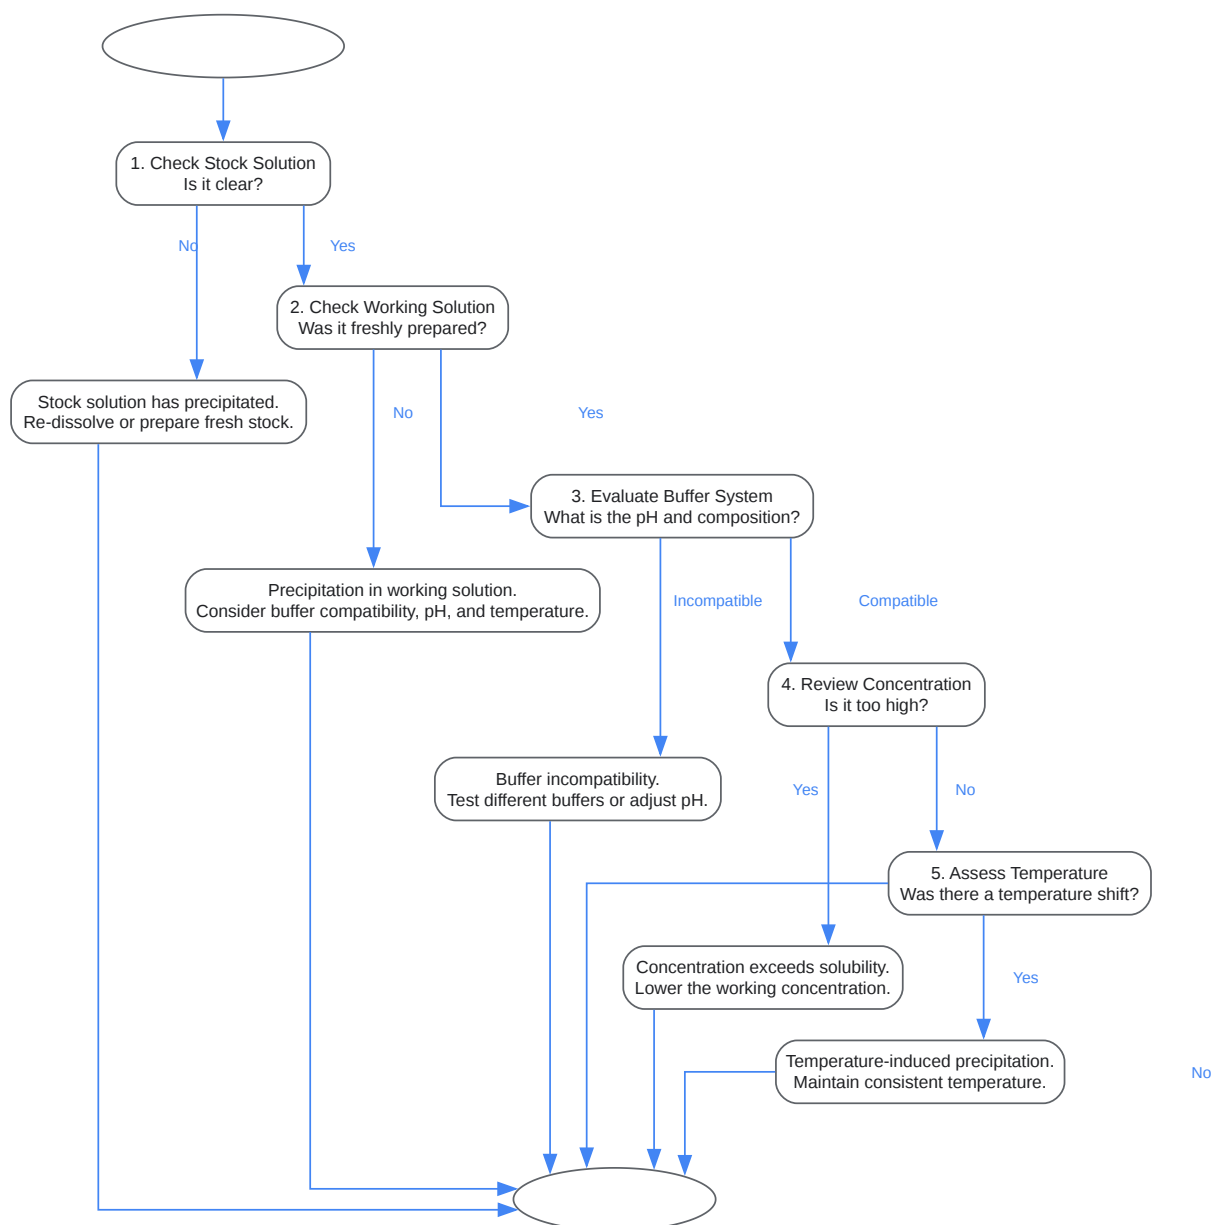 1. Check Stock Solution
Is it clear?
No
Yes
2. Check Working Solution
Was it freshly prepared?
Stock solution has precipitated.
Re-dissolve or prepare fresh stock.
No
Yes
3. Evaluate Buffer System
What is the pH and composition?
Precipitation in working solution.
Consider buffer compatibility, pH, and temperature.
Incompatible
Compatible
4. Review Concentration
Is it too high?
Buffer incompatibility.
Test different buffers or adjust pH.
Yes
No
5. Assess Temperature
Was there a temperature shift?
Concentration exceeds solubility.
Lower the working concentration.
Yes
Temperature-induced precipitation.
Maintain consistent temperature.
No